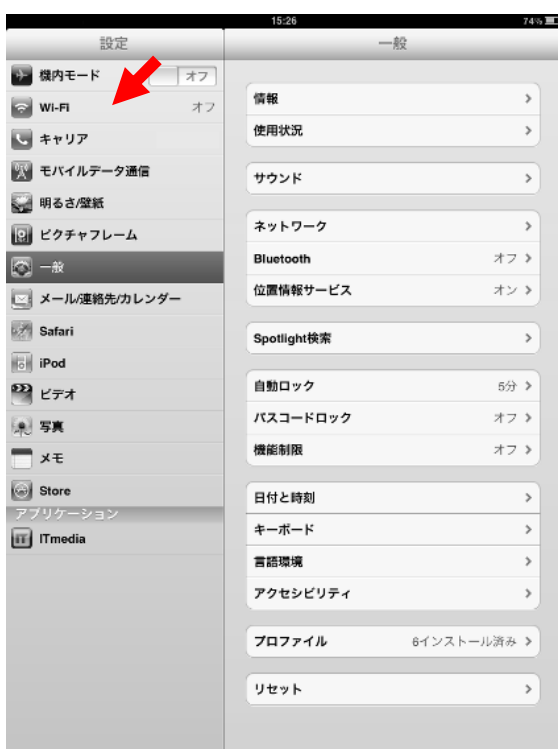 15:26
74%
設定
機内モード オフ
Wi-Fi オフ
キャリア
モバイルデータ通信
明るさ/壁紙
ピクチャフレーム
一般
メール/連絡先/カレンダー
Safari
iPod
ビデオ
写真
メモ
Store
アプリケーション
ITmedia
一般
情報
使用状況
サウンド
ネットワーク
Bluetooth オフ
位置情報サービス オン
Spotlight検索
自動ロック 5分
パスコードロック オフ
機能制限 オフ
日付と時刻
キーボード
言語環境
アクセシビリティ
プロファイル 6インストール済み
リセット